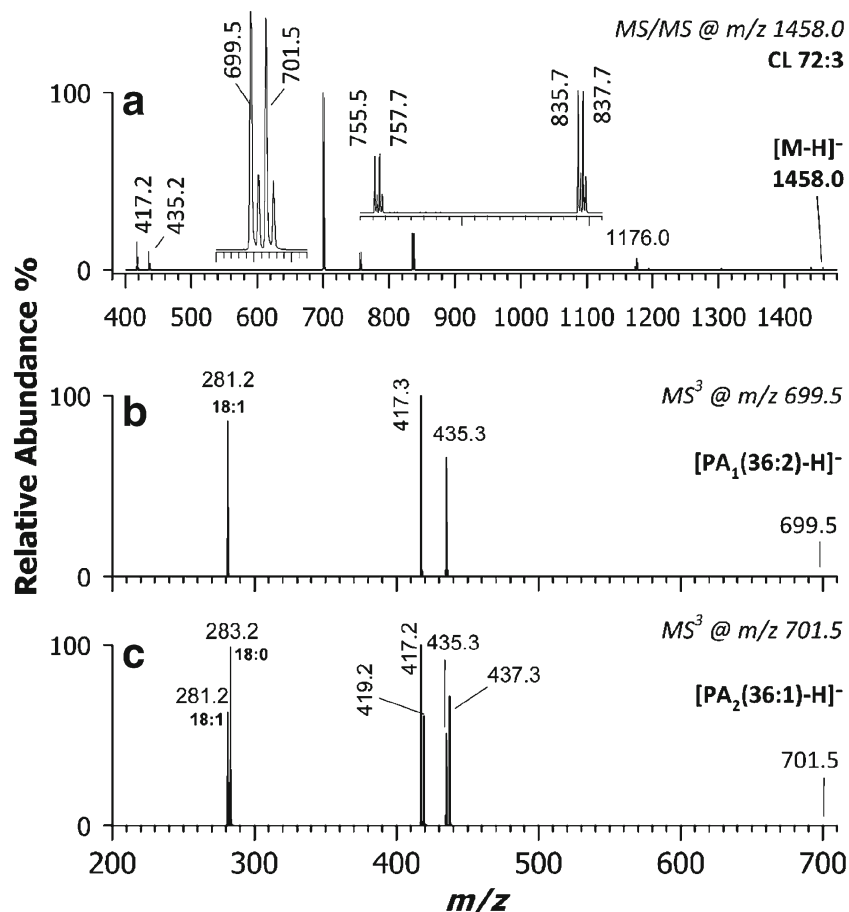 MS/MS @ m/z 1458.0
CL 72:3
a
100
0
Relative Abundance %
417.2
435.2
699.5
701.5
755.5
757.7
835.7
837.7
1176.0
[M-H]⁻
1458.0
400 500 600 700 800 900 1000 1100 1200 1300 1400
b
100
0
281.2
18:1
417.3
435.3
MS³ @ m/z 699.5
[PA₁(36:2)-H]⁻
699.5
c
100
0
283.2
18:0
281.2
18:1
419.2
417.2
435.3
437.3
MS³ @ m/z 701.5
[PA₂(36:1)-H]⁻
701.5
200 300 400 500 600 700
m/z